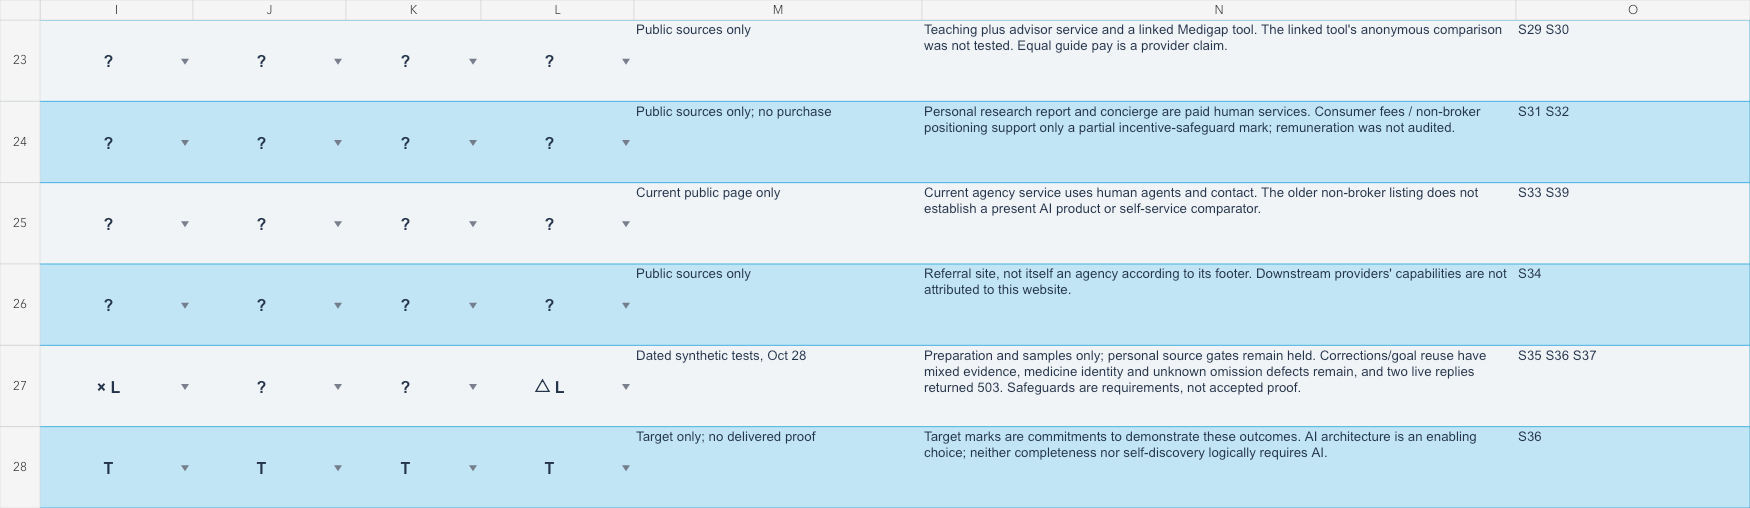 I J K L M N O
23 ? ? ? ? Public sources only Teaching plus advisor service and a linked Medigap tool. The linked tool's anonymous comparison S29 S30
was not tested. Equal guide pay is a provider claim.
24 ? ? ? ? Public sources only; no purchase Personal research report and concierge are paid human services. Consumer fees / non-broker S31 S32
positioning support only a partial incentive-safeguard mark; remuneration was not audited.
25 ? ? ? ? Current public page only Current agency service uses human agents and contact. The older non-broker listing does not S33 S39
establish a present AI product or self-service comparator.
26 ? ? ? ? Public sources only Referral site, not itself an agency according to its footer. Downstream providers' capabilities are not S34
attributed to this website.
27 × L ? ? △ L Dated synthetic tests, Oct 28 Preparation and samples only; personal source gates remain held. Corrections/goal reuse have S35 S36 S37
mixed evidence, medicine identity and unknown omission defects remain, and two live replies
returned 503. Safeguards are requirements, not accepted proof.
28 T T T T Target only; no delivered proof Target marks are commitments to demonstrate these outcomes. AI architecture is an enabling S36
choice; neither completeness nor self-discovery logically requires AI.